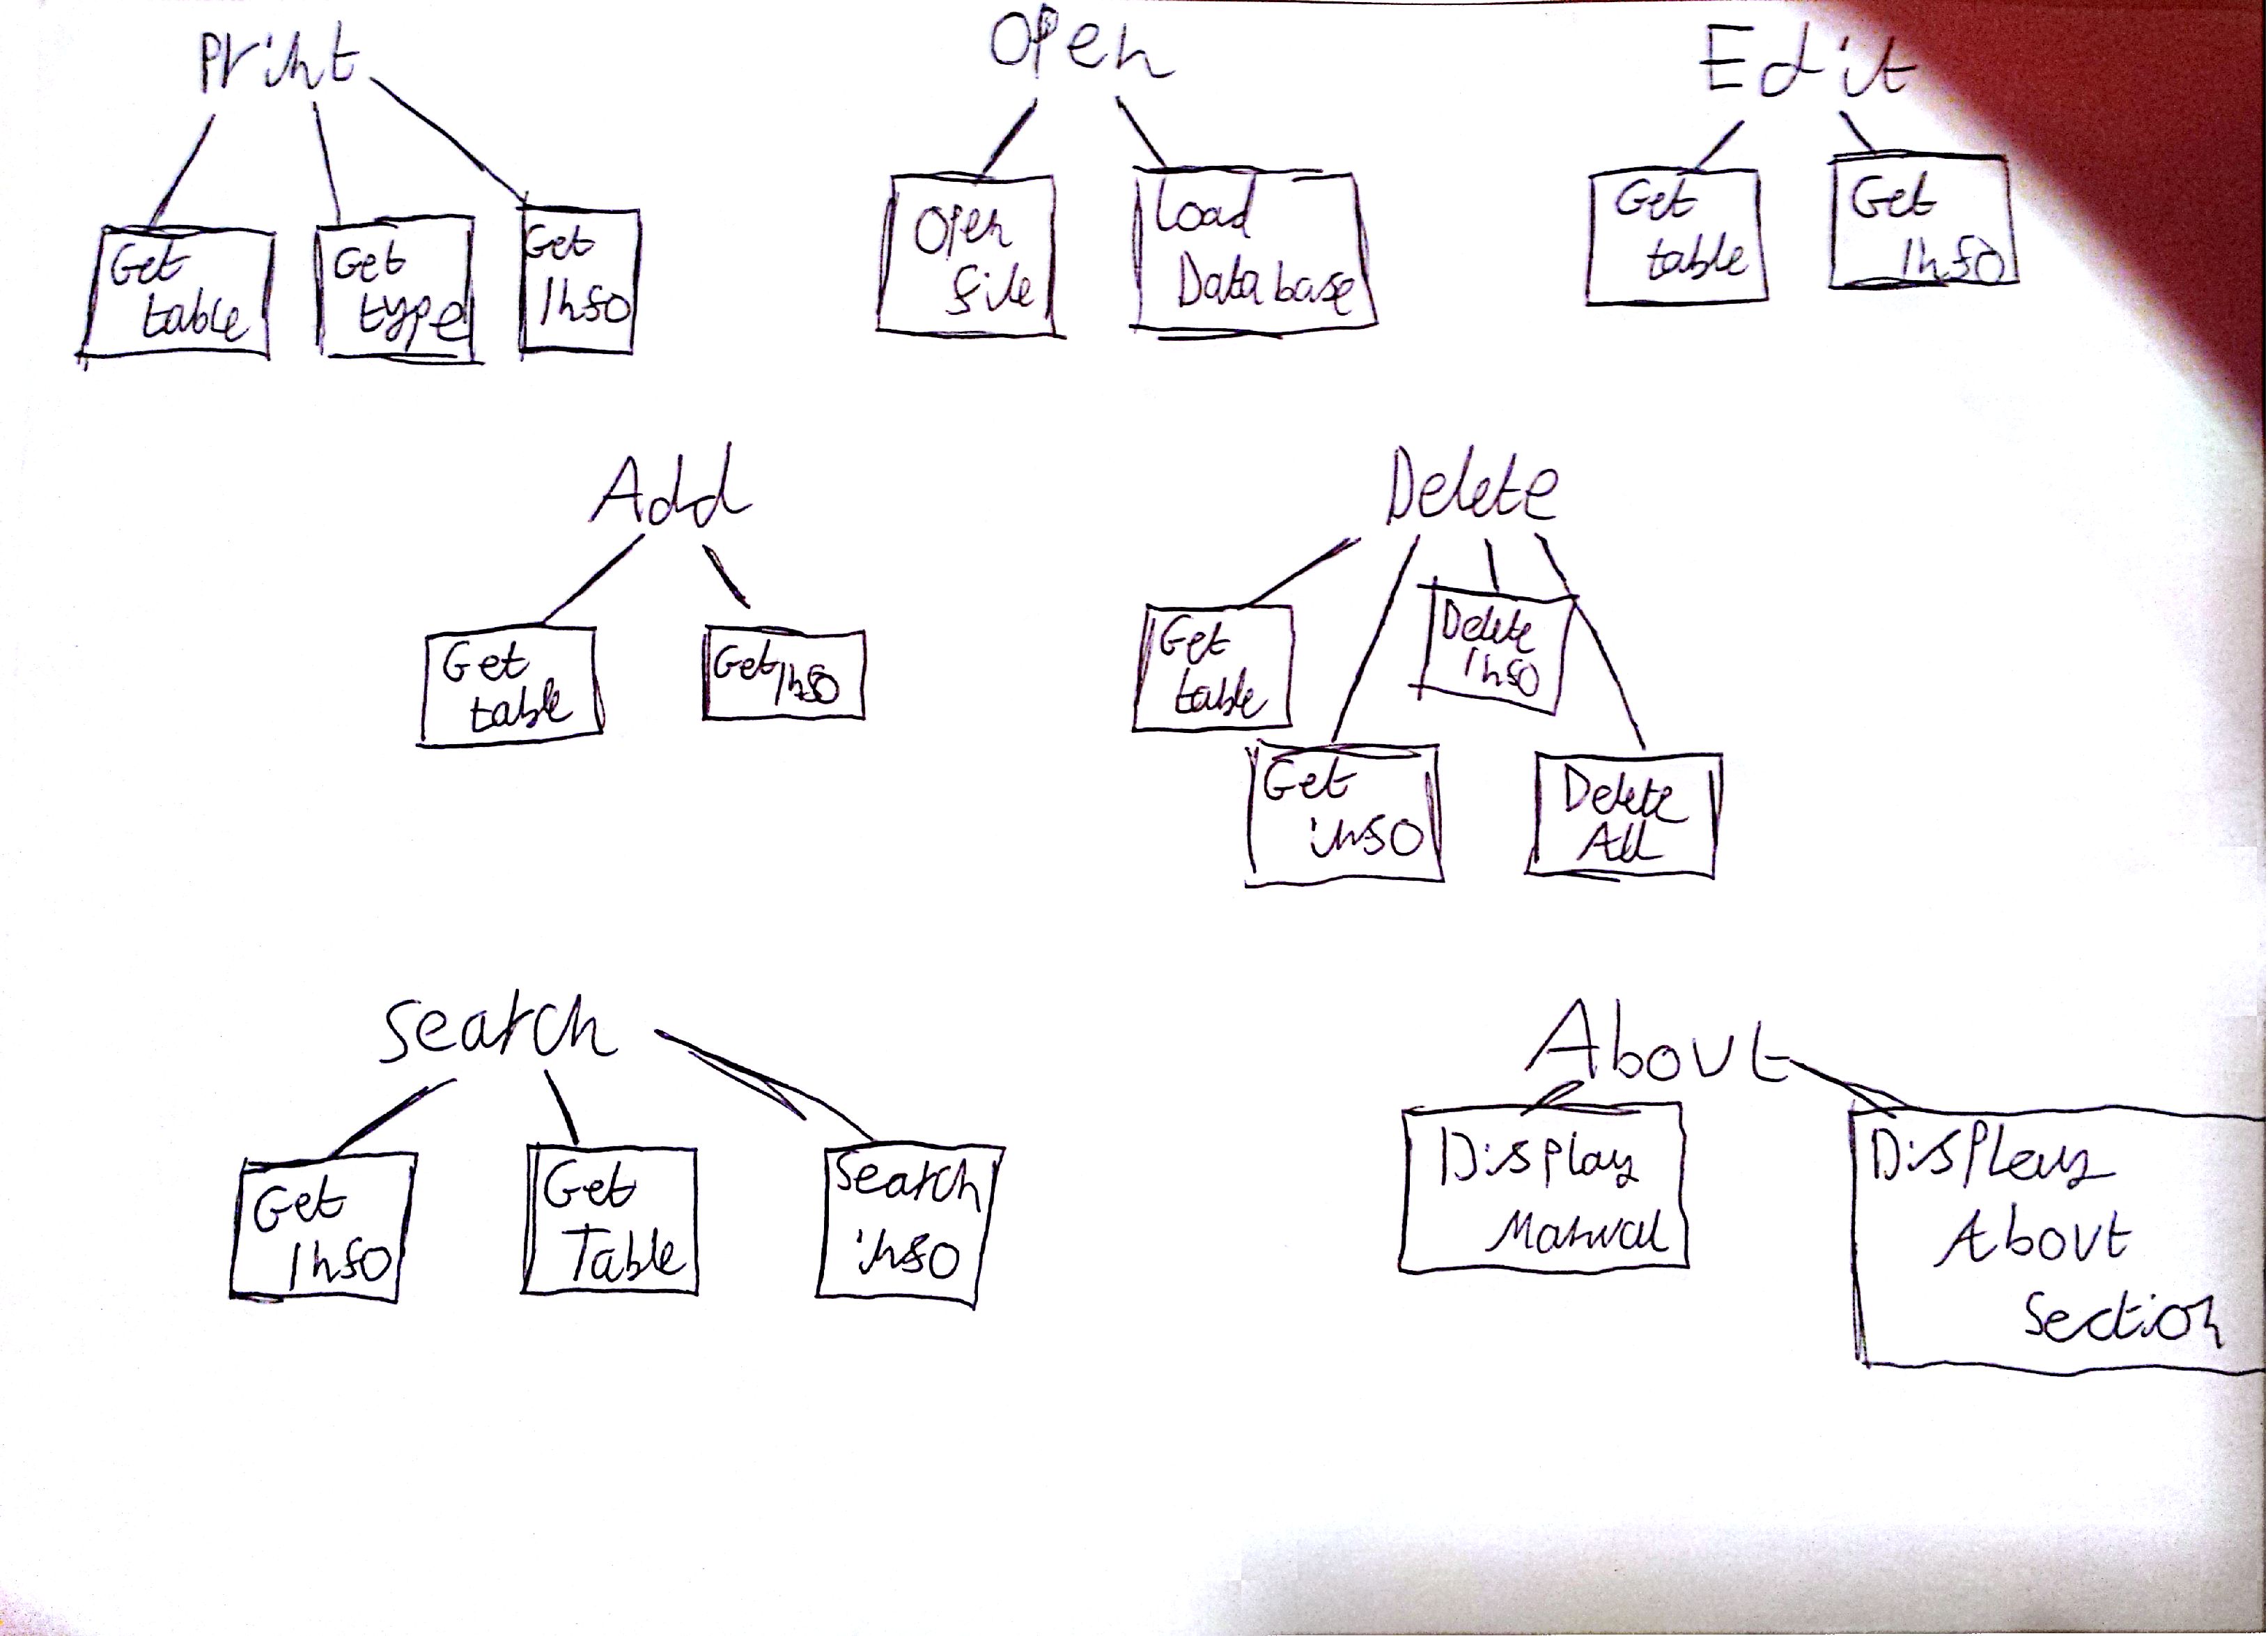 Print
Get
table
Get
type
Get
Info
Open
Open
file
Load
Database
Edit
Get
table
Get
Info
Add
Get
table
Get Info
Delete
Get
table
Get
info
Delete
Info
Delete
All
Search
Get
Info
Get
Table
Search
info
About
Display
Manual
Display
About
Section